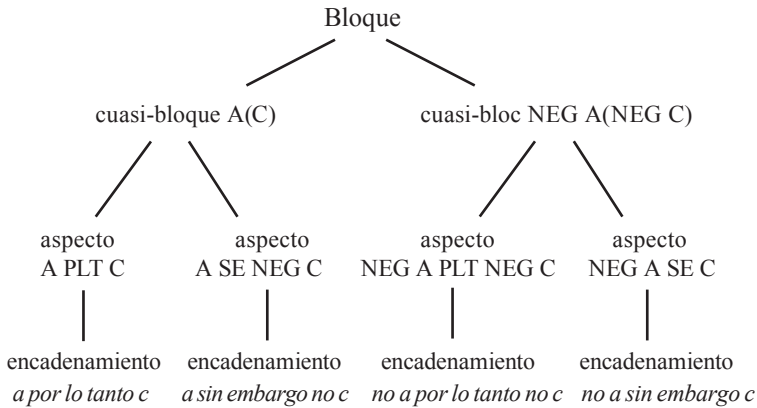 Bloque
cuasi-bloque A(C)
cuasi-bloc NEG A(NEG C)
aspecto
A PLT C
aspecto
A SE NEG C
aspecto
NEG A PLT NEG C
aspecto
NEG A SE C
encadenamiento
a por lo tanto c
encadenamiento
a sin embargo no c
encadenamiento
no a por lo tanto no c
encadenamiento
no a sin embargo c